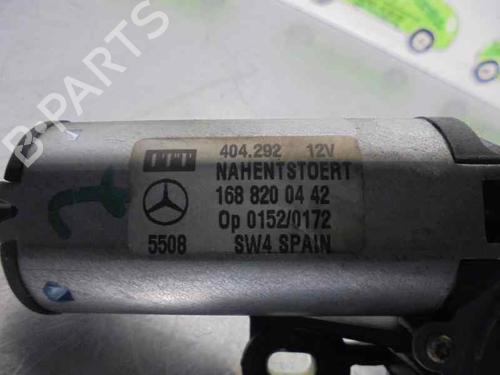 B-PARTS
ITT 404.292 12V
NAHENTSTOERT
168 820 04 42
Op 0152/0172
5508 SW4 SPAIN